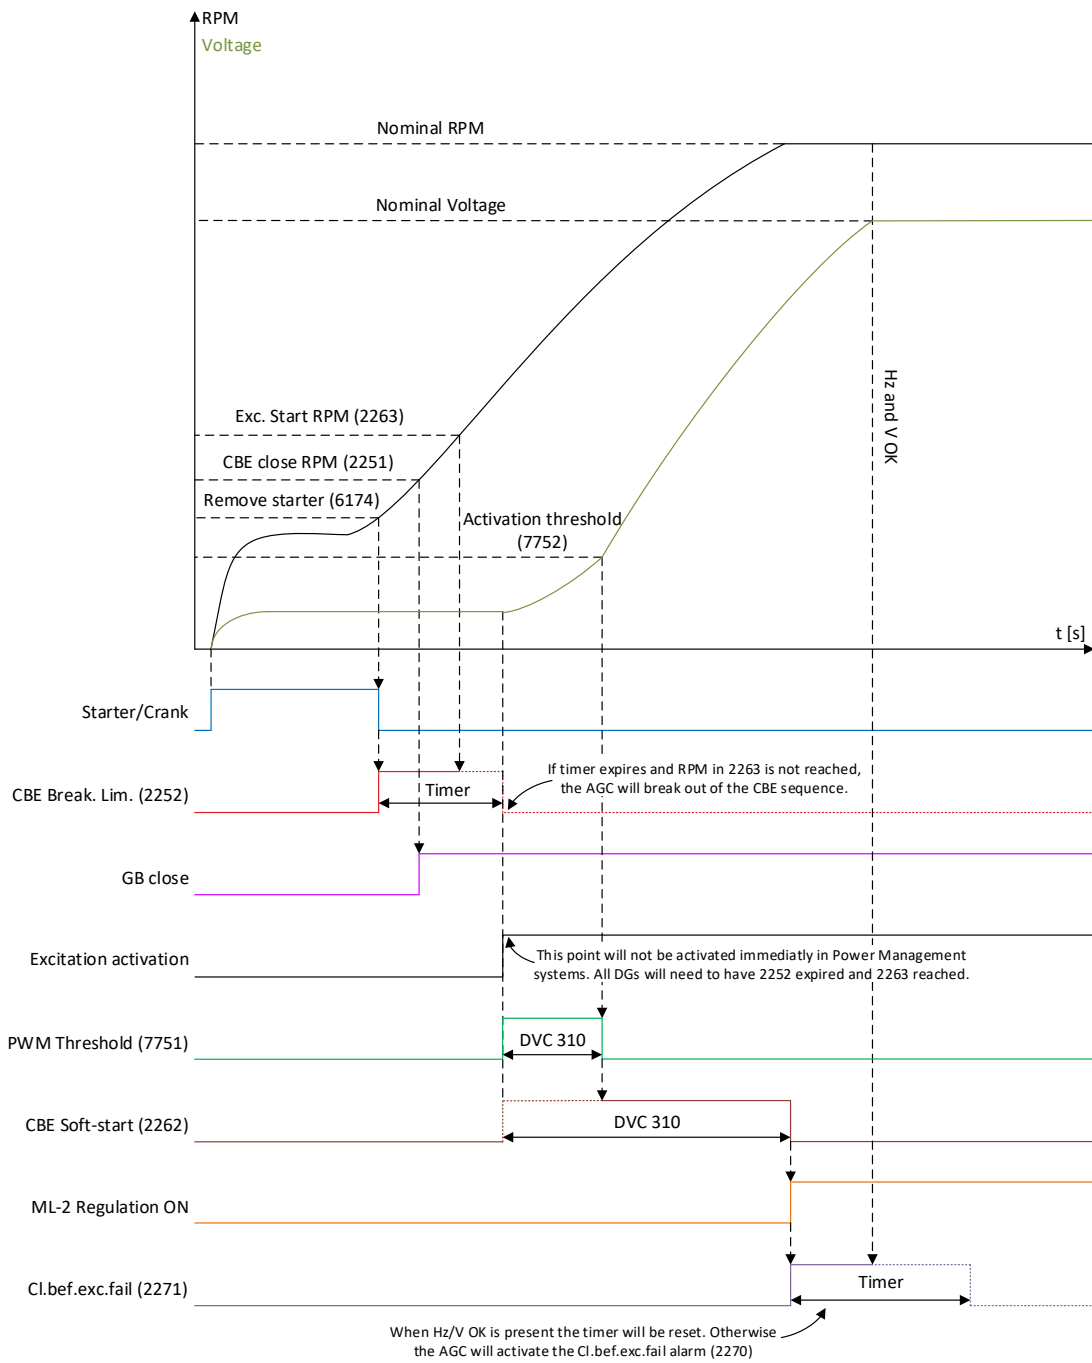 RPM
Voltage
Nominal RPM
Nominal Voltage
Hz and V OK
Exc. Start RPM (2263)
CBE close RPM (2251)
Remove starter (6174)
Activation threshold
(7752)
t [s]
Starter/Crank
CBE Break. Lim. (2252)
Timer
If timer expires and RPM in 2263 is not reached,
the AGC will break out of the CBE sequence.
GB close
Excitation activation
This point will not be activated immediatly in Power Management
systems. All DGs will need to have 2252 expired and 2263 reached.
PWM Threshold (7751)
DVC 310
CBE Soft-start (2262)
DVC 310
ML-2 Regulation ON
Cl.bef.exc.fail (2271)
Timer
When Hz/V OK is present the timer will be reset. Otherwise
the AGC will activate the Cl.bef.exc.fail alarm (2270)